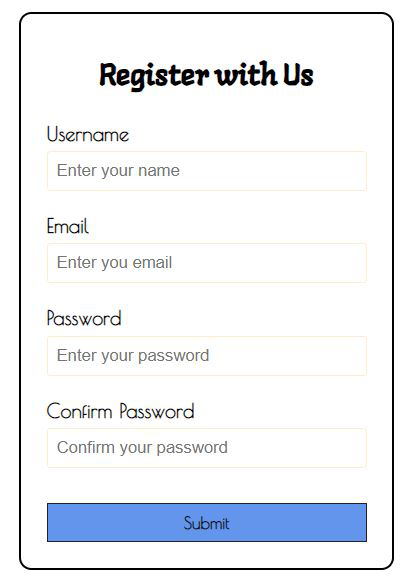 Register with Us
Username
Enter your name
Email
Enter you email
Password
Enter your password
Confirm Password
Confirm your password
Submit